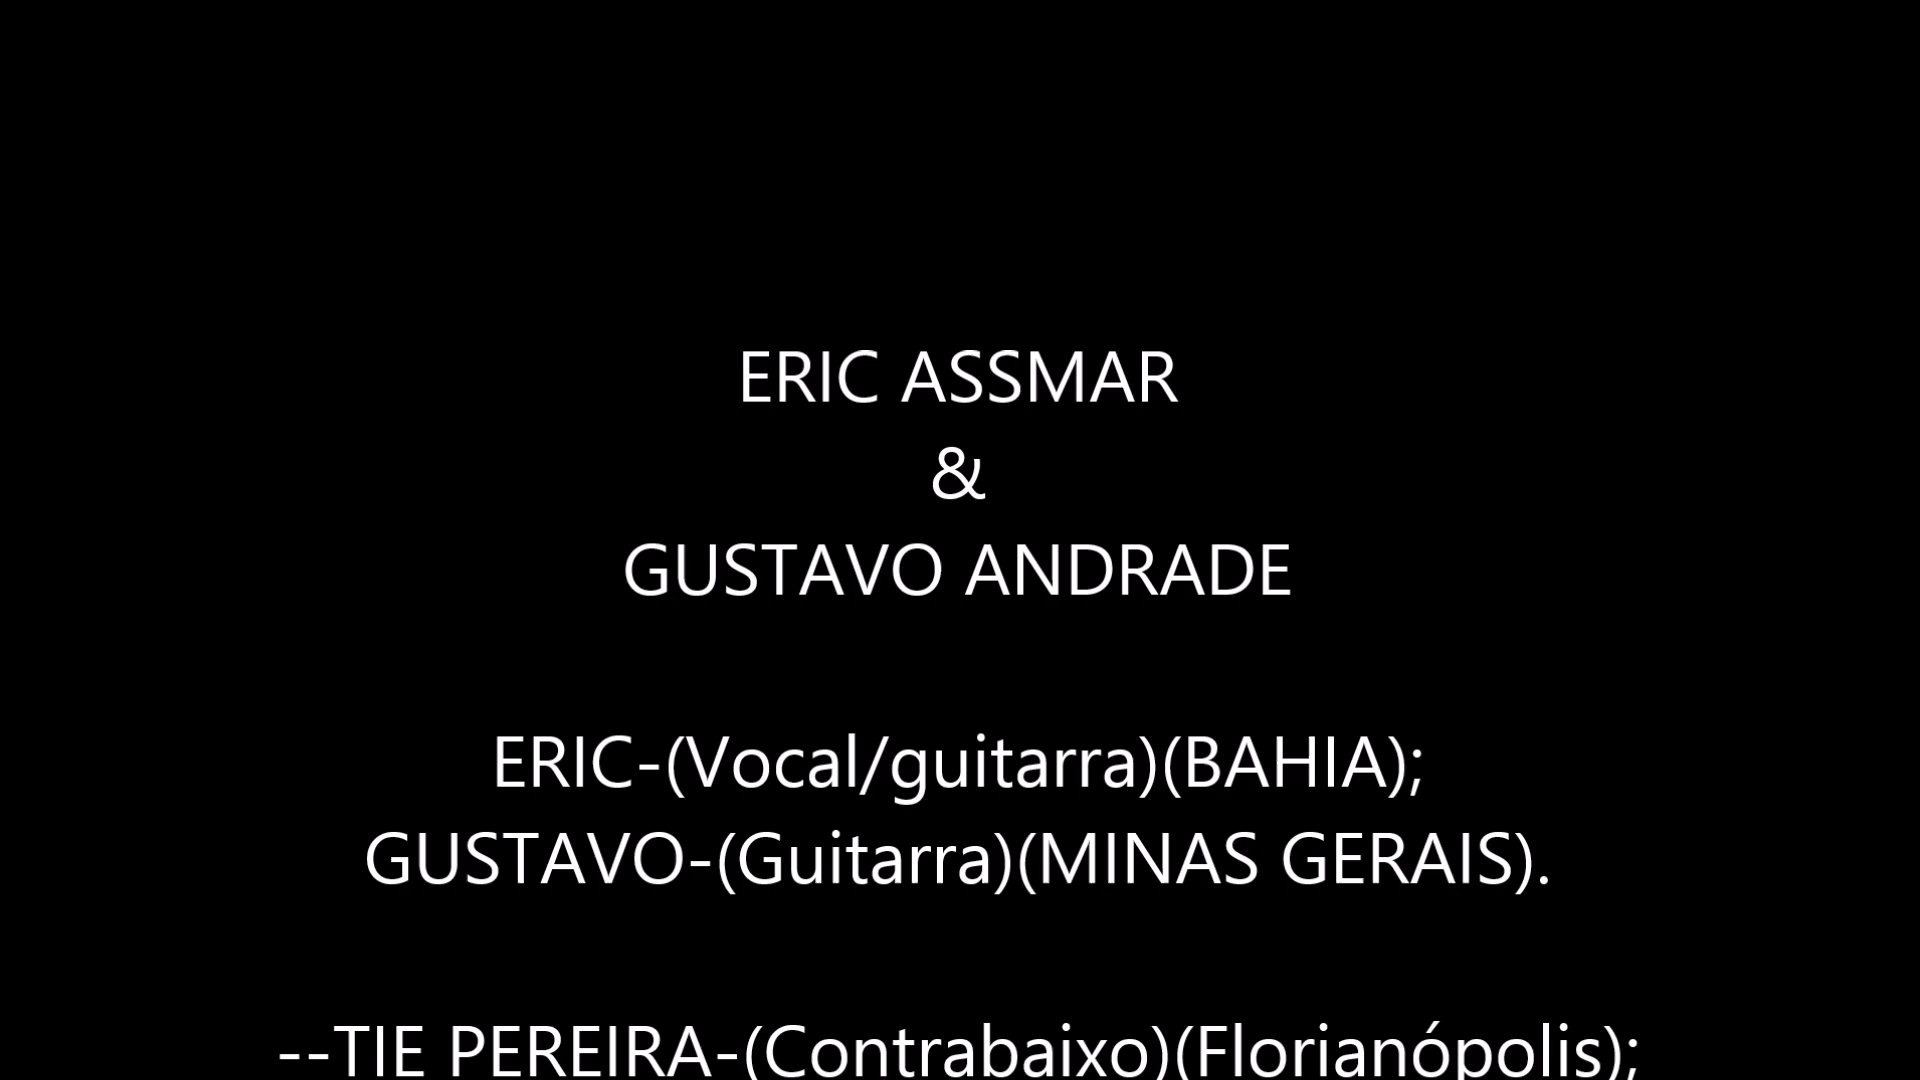 ERIC ASSMAR
&
GUSTAVO ANDRADE
ERIC-(Vocal/guitarra)(BAHIA);
GUSTAVO-(Guitarra)(MINAS GERAIS).
--TIE PEREIRA-(Contrabaixo)(Florianópolis);